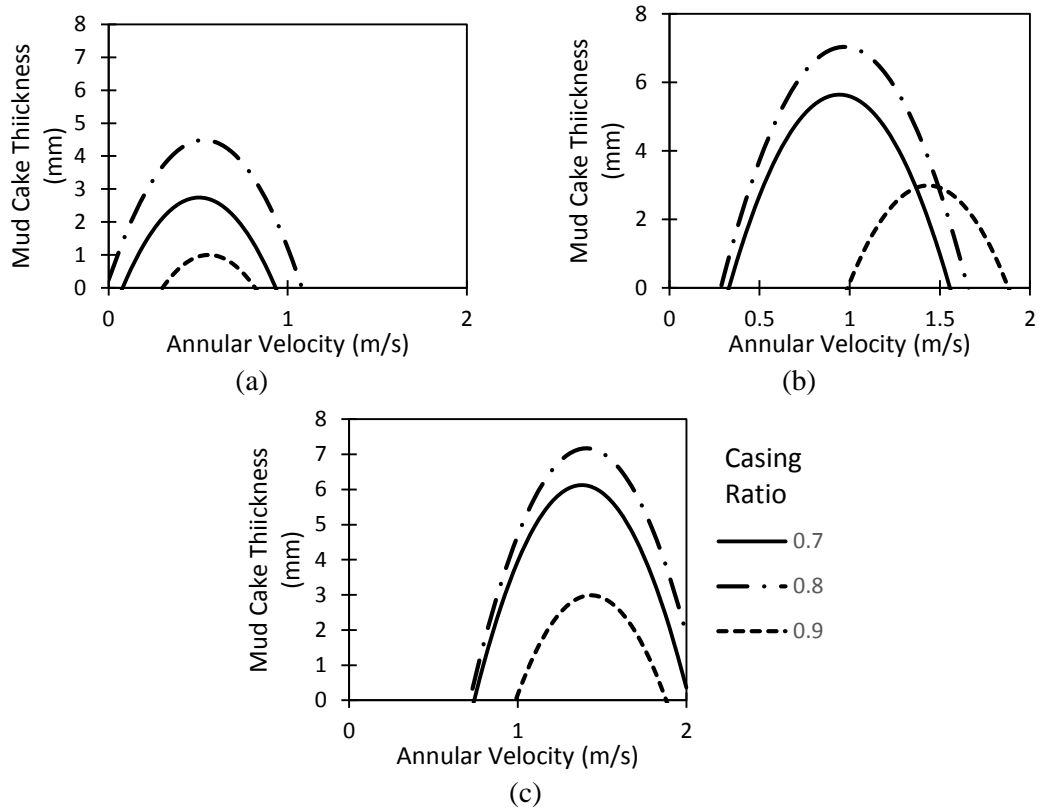 Mud Cake Thiickness
(mm)
8
7
6
5
4
3
2
1
0
0
1
2
Annular Velocity (m/s)
(a)
Mud Cake Thiickness
(mm)
8
6
4
2
0
0
0.5
1
1.5
2
Annular Velocity (m/s)
(b)
Mud Cake Thiickness
(mm)
8
7
6
5
4
3
2
1
0
0
1
2
Annular Velocity (m/s)
(c)
Casing
Ratio
0.7
0.8
0.9